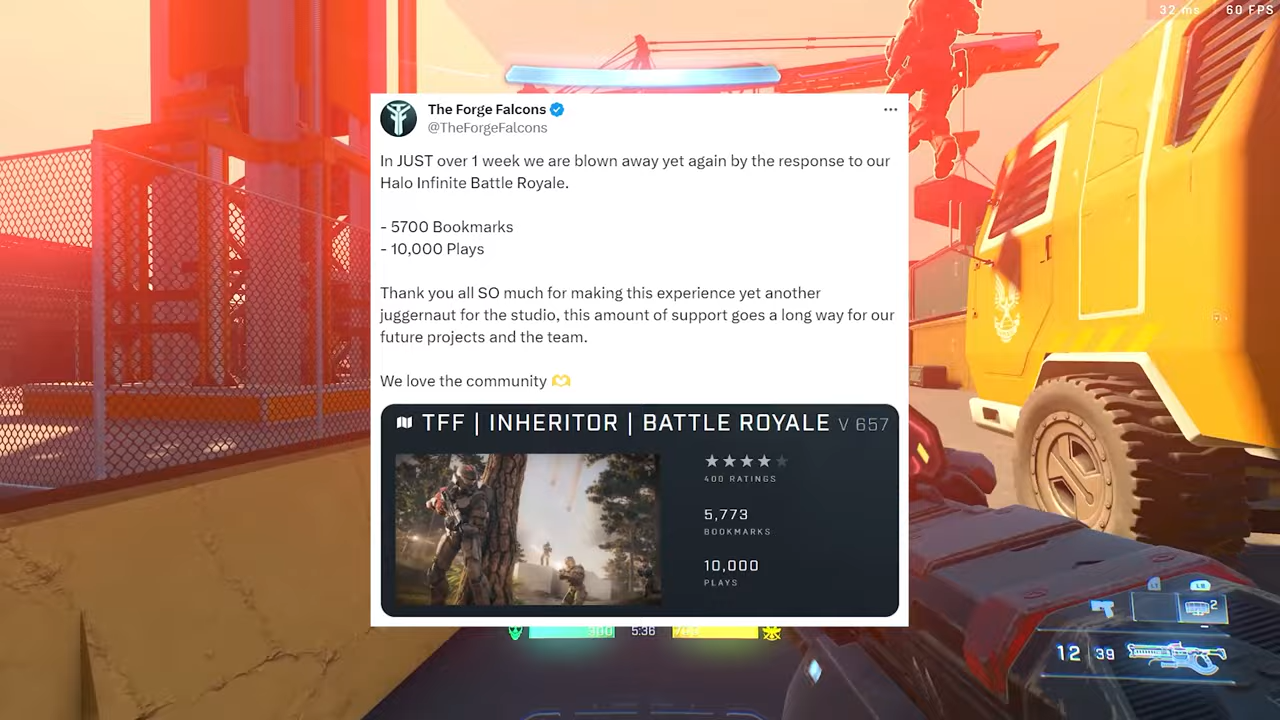 32 ms 60 FPS
The Forge Falcons
@TheForgeFalcons
In JUST over 1 week we are blown away yet again by the response to our
Halo Infinite Battle Royale.
- 5700 Bookmarks
- 10,000 Plays
Thank you all SO much for making this experience yet another
juggernaut for the studio, this amount of support goes a long way for our
future projects and the team.
We love the community 🫶
TFF | INHERITOR | BATTLE ROYALE V 657
400 RATINGS
5,773
BOOKMARKS
10,000
PLAYS
5:36
2
12 39